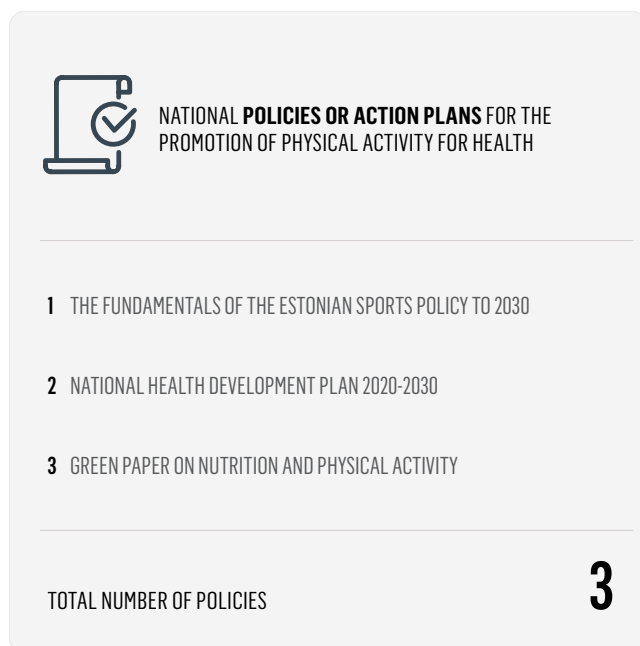 NATIONAL POLICIES OR ACTION PLANS FOR THE
PROMOTION OF PHYSICAL ACTIVITY FOR HEALTH
1 THE FUNDAMENTALS OF THE ESTONIAN SPORTS POLICY TO 2030
2 NATIONAL HEALTH DEVELOPMENT PLAN 2020-2030
3 GREEN PAPER ON NUTRITION AND PHYSICAL ACTIVITY
TOTAL NUMBER OF POLICIES 3